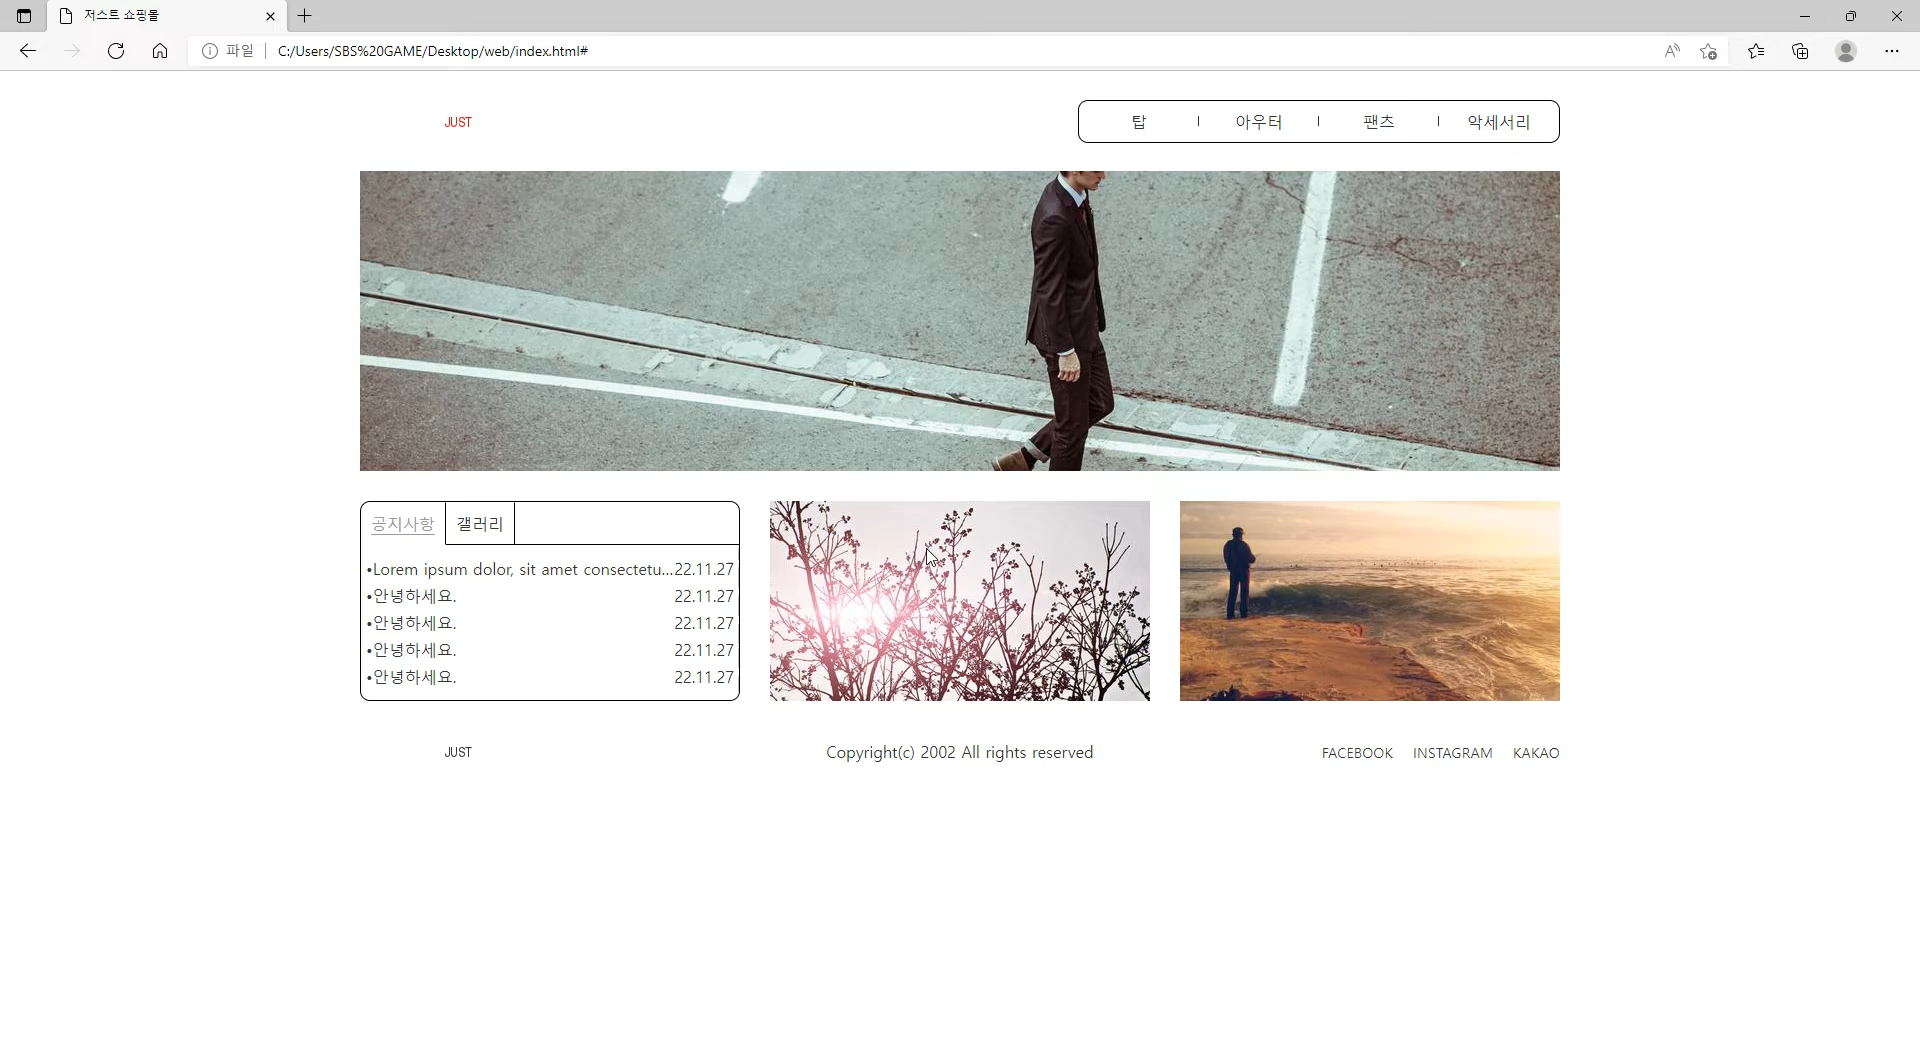 저스트 쇼핑몰
파일 C:/Users/SBS%20GAME/Desktop/web/index.html#
JUST
탑 | 아우터 | 팬츠 | 악세서리
공지사항 갤러리
•Lorem ipsum dolor, sit amet consectetu...22.11.27
•안녕하세요. 22.11.27
•안녕하세요. 22.11.27
•안녕하세요. 22.11.27
•안녕하세요. 22.11.27
JUST
Copyright(c) 2002 All rights reserved
FACEBOOK INSTAGRAM KAKAO